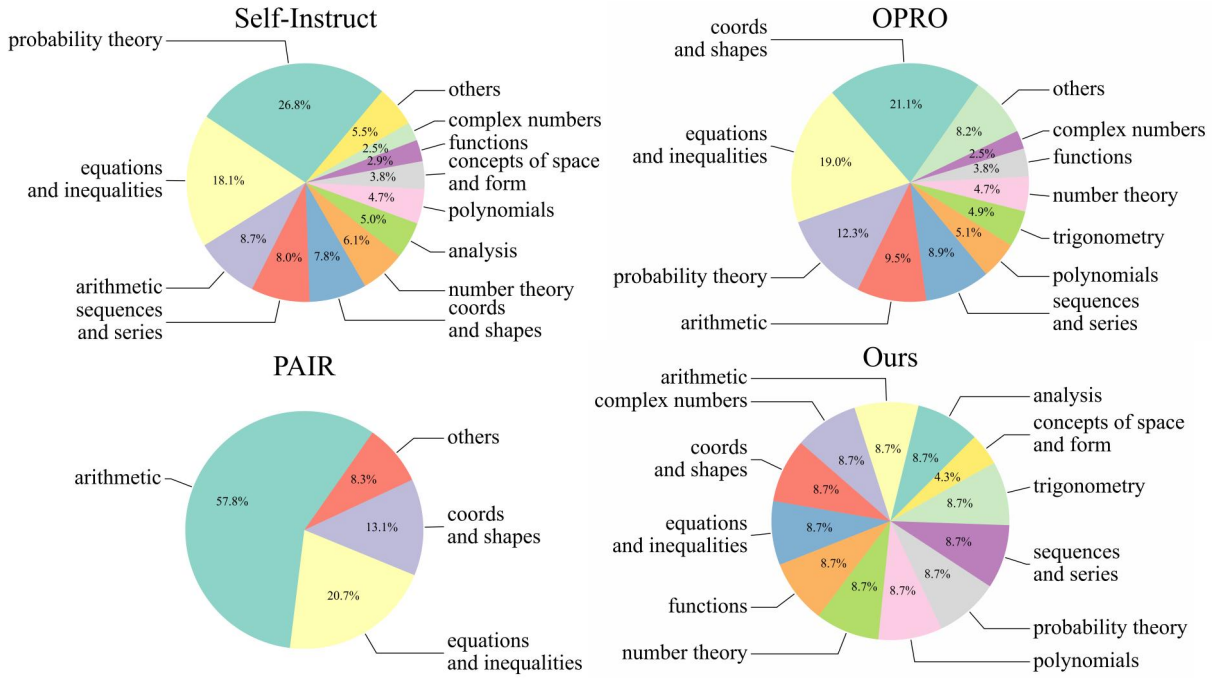 Self-Instruct
probability theory
26.8%
others
5.5%
complex numbers
2.5%
functions
2.9%
concepts of space
and form
3.8%
polynomials
4.7%
analysis
5.0%
number theory
6.1%
coords
and shapes
7.8%
sequences
and series
8.0%
arithmetic
8.7%
equations
and inequalities
18.1%
OPRO
coords
and shapes
21.1%
others
8.2%
complex numbers
2.5%
functions
3.8%
number theory
4.7%
trigonometry
4.9%
polynomials
5.1%
sequences
and series
8.9%
arithmetic
9.5%
probability theory
12.3%
equations
and inequalities
19.0%
PAIR
arithmetic
57.8%
others
8.3%
coords
and shapes
13.1%
equations
and inequalities
20.7%
Ours
arithmetic
8.7%
analysis
8.7%
concepts of space
and form
4.3%
trigonometry
8.7%
sequences
and series
8.7%
probability theory
8.7%
polynomials
8.7%
number theory
8.7%
functions
8.7%
equations
and inequalities
8.7%
coords
and shapes
8.7%
complex numbers
8.7%